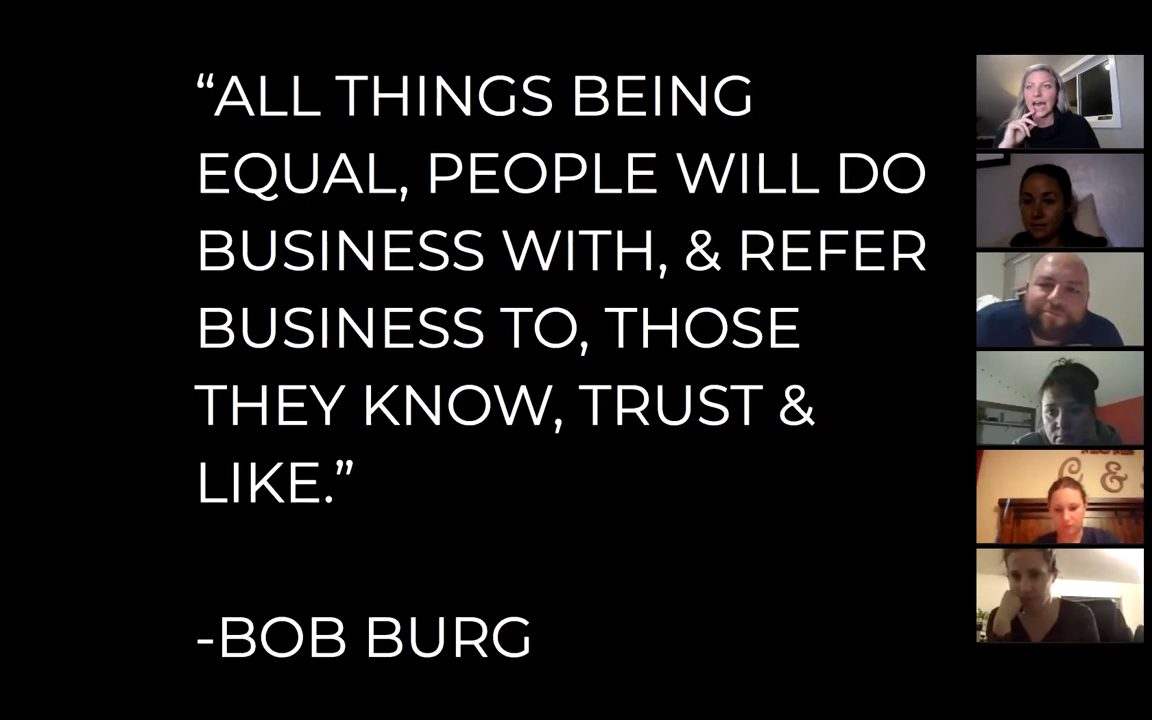 “ALL THINGS BEING
EQUAL, PEOPLE WILL DO
BUSINESS WITH, & REFER
BUSINESS TO, THOSE
THEY KNOW, TRUST &
LIKE.”
-BOB BURG
C & S